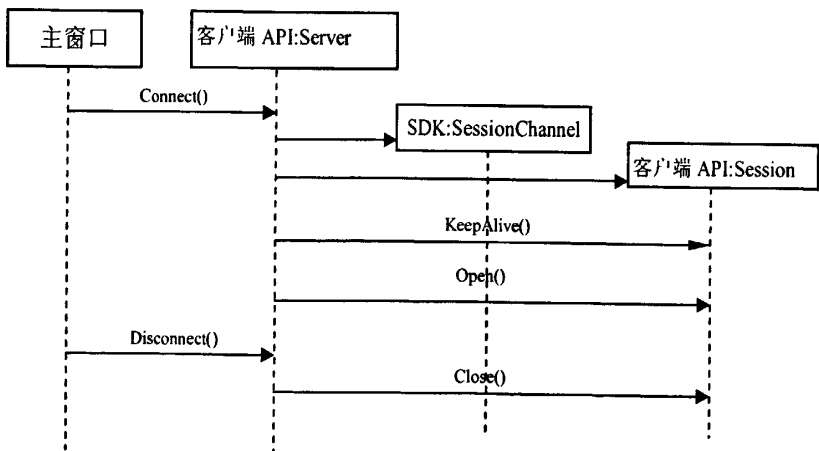 主窗口
客户端 API:Server
Connect()
SDK:SessionChannel
客户端 API:Session
KeepAlive()
Open()
Disconnect()
Close()